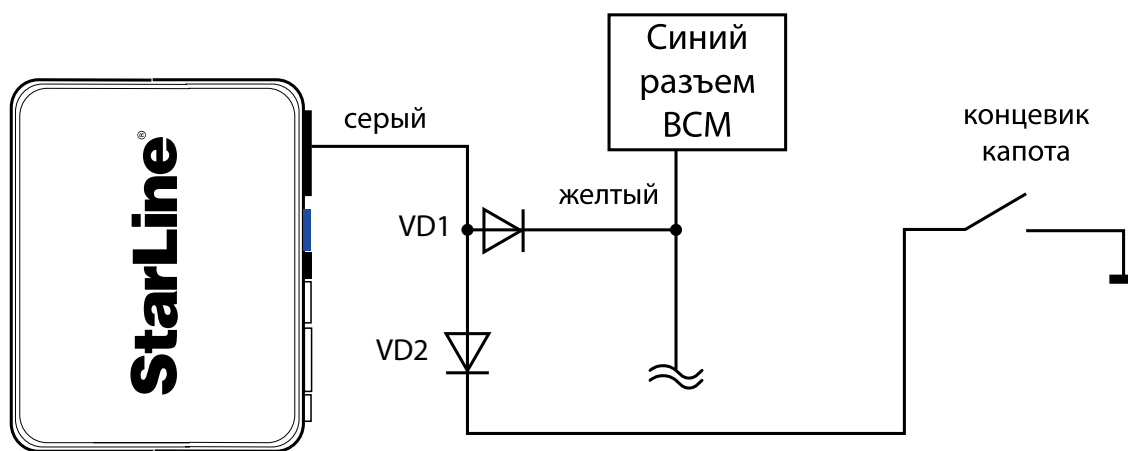 StarLine®
серый
Синий
разъем
BCM
желтый
VD1
VD2
концевик
капота